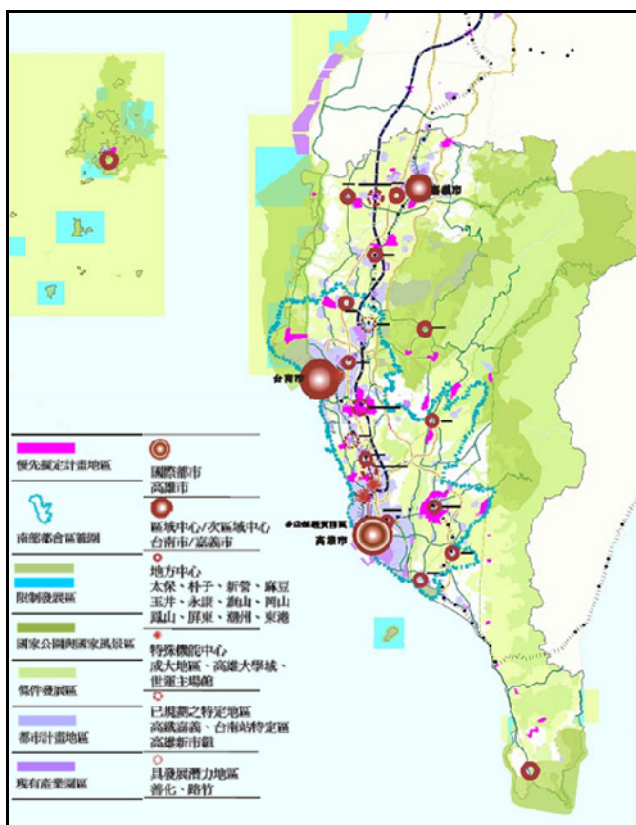 嘉義市
台南市
高雄市
優先擬定計畫地區
南部都會區範圍
限制發展區
國家公園與國家風景區
條件發展區
都市計畫地區
現有產業園區
國際都市
高雄市
區域中心/次區域中心
台南市/嘉義市
地方中心
太保、朴子、新營、麻豆
玉井、永康、旗山、岡山
鳳山、屏東、潮州、東港
特殊機能中心
成大地區、高雄大學城、
世運主場館
已規劃之特定地區
高鐵嘉義、台南站特定區
高雄新市鎮
具發展潛力地區
善化、路竹